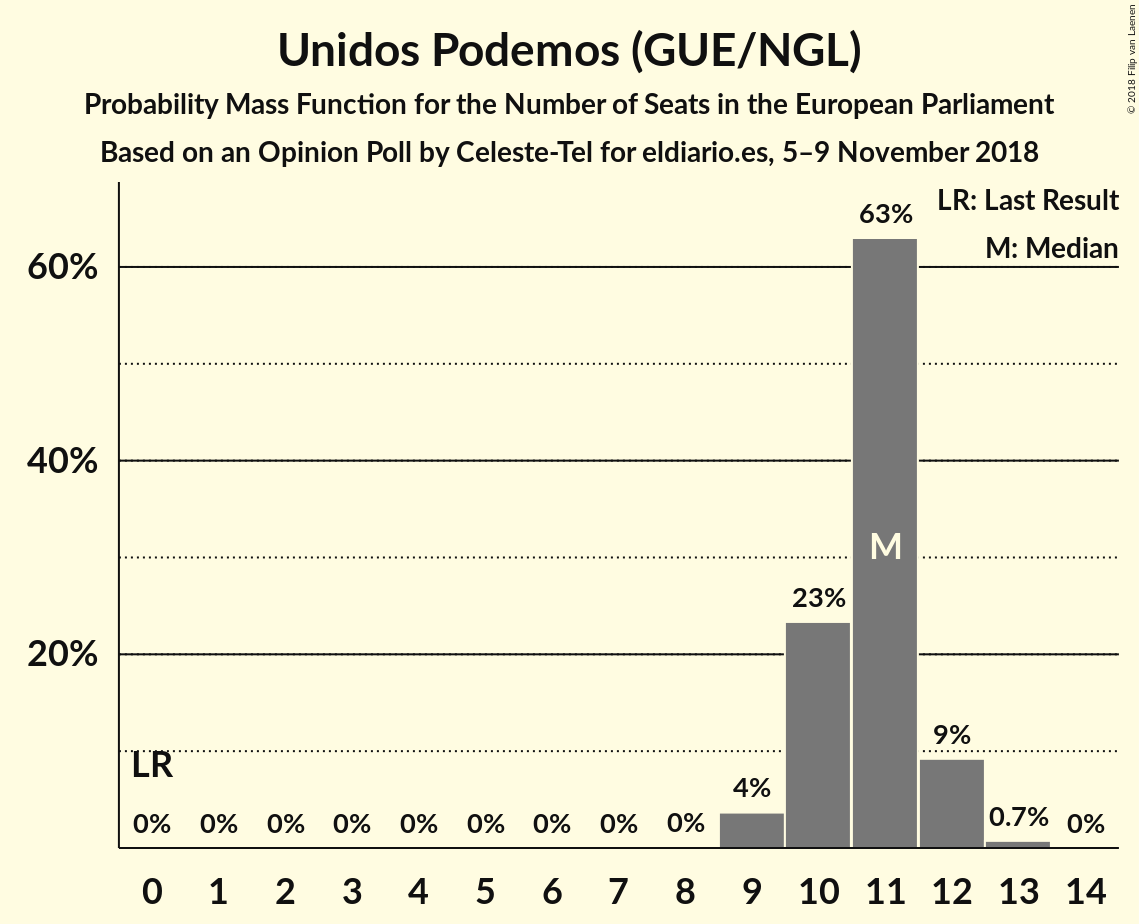 Unidos Podemos (GUE/NGL)
Probability Mass Function for the Number of Seats in the European Parliament
Based on an Opinion Poll by Celeste-Tel for eldiario.es, 5–9 November 2018
© 2018 Filip van Laenen
LR: Last Result
M: Median
63%
60%
40%
M
23%
20%
9%
LR
4%
0% 0% 0% 0% 0% 0% 0% 0% 0% 0.7% 0%
0 1 2 3 4 5 6 7 8 9 10 11 12 13 14